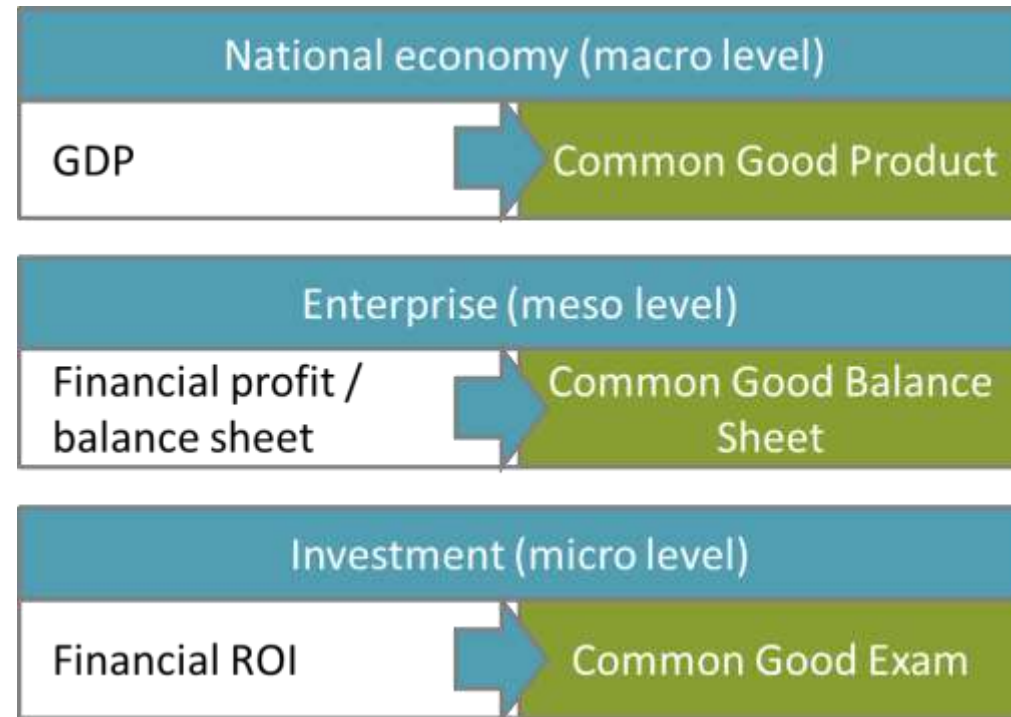 National economy (macro level)
GDP
Common Good Product
Enterprise (meso level)
Financial profit /
balance sheet
Common Good Balance
Sheet
Investment (micro level)
Financial ROI
Common Good Exam